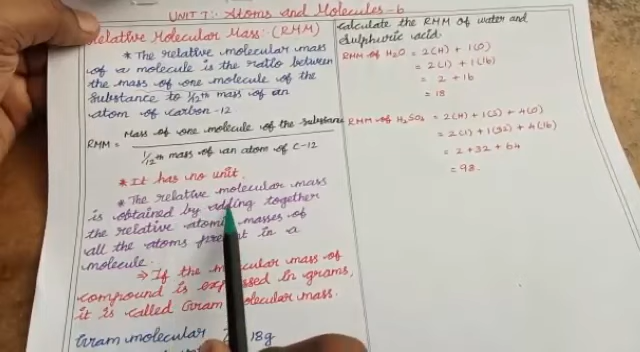 UNIT 7: Atoms and Molecules-6
Relative Molecular Mass: (RMM)
* The relative molecular mass
of a molecule is the ratio between
the mass of one molecule of the
substance to 1/12th mass of an
atom of carbon-12
RMM = Mass of one molecule of the substance
1/12th mass of an atom of C-12
* It has no unit.
* The relative molecular mass
is obtained by adding together
the relative atomic masses of
all the atoms present in a
molecule.
⇒ If the molecular mass of
compound is expressed in grams,
it is called Gram molecular mass.
Gram molecular 18g
Calculate the RMM of water and
Sulphuric acid.
RMM of H2O = 2(H) + 1(O)
= 2(1) + 1(16)
= 2 + 16
= 18
RMM of H2SO4 = 2(H) + 1(S) + 4(O)
= 2(1) + 1(32) + 4(16)
= 2 + 32 + 64
= 98.